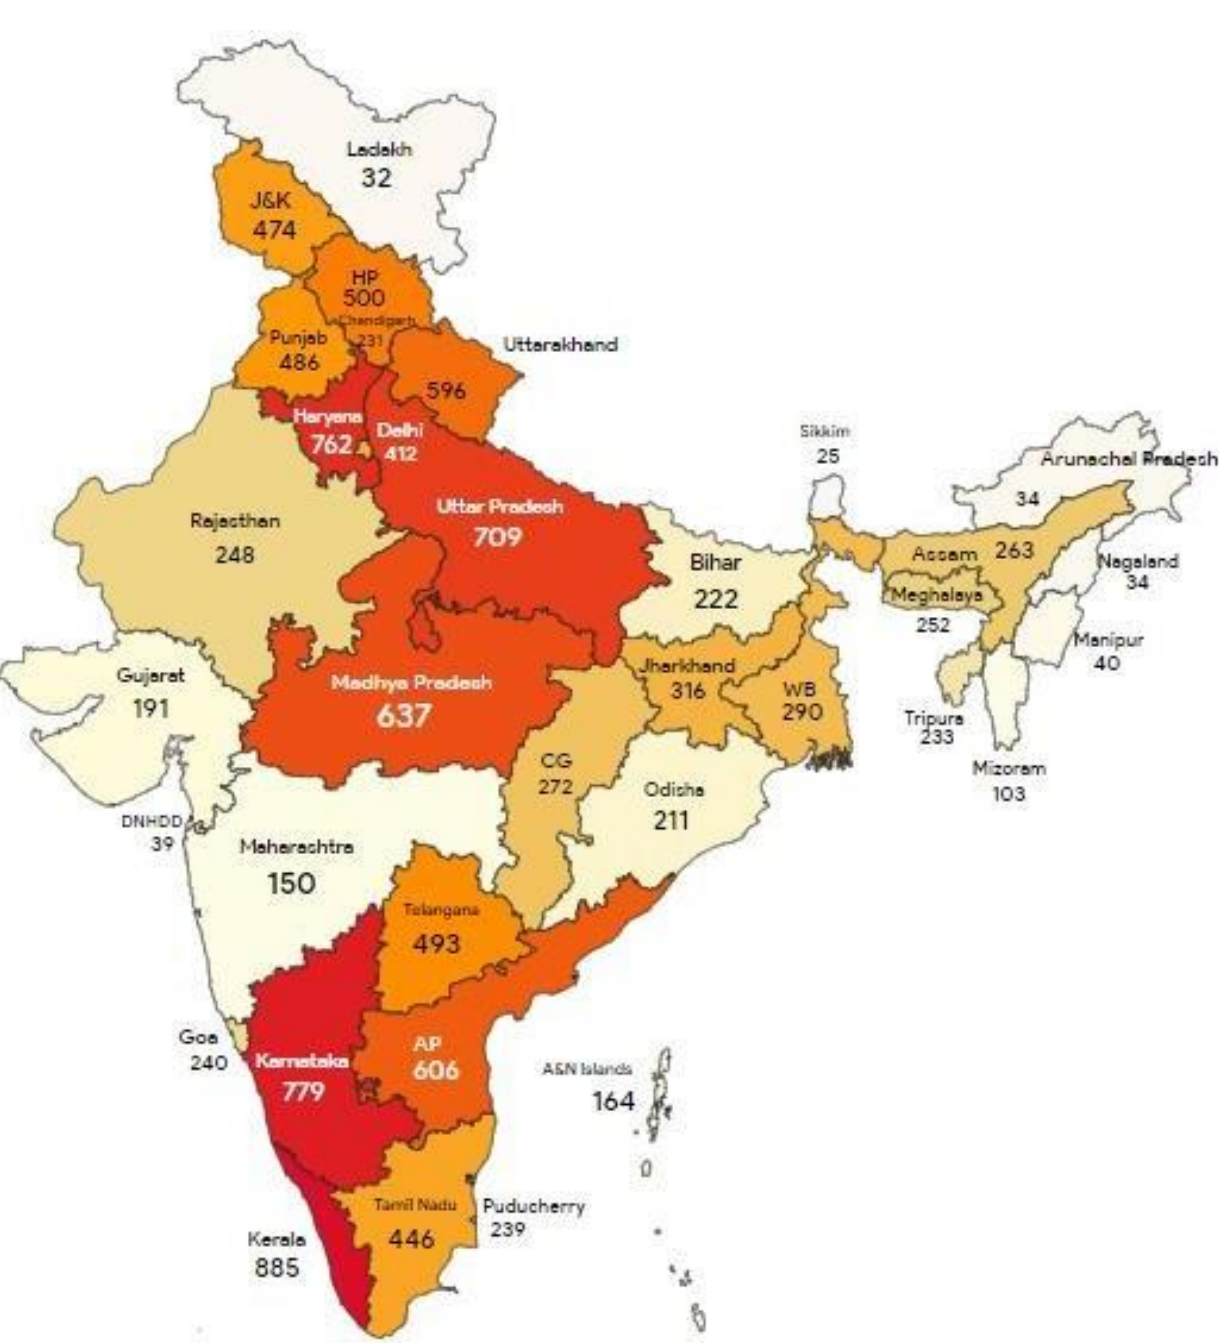 Ladakh
32
J&K
474
HP
500
Chandigarh
231
Punjab
486
Uttarakhand
596
Haryana
762
Delhi
412
Sikkim
25
Arunachal Pradesh
34
Uttar Pradesh
709
Rajasthan
248
Bihar
222
Assam 263
Nagaland
34
Meghalaya
252
Manipur
40
Gujarat
191
Madhya Pradesh
637
Jharkhand
316
WB
290
Tripura
233
Mizoram
103
CG
272
Odisha
211
DNHDD
39
Maharashtra
150
Telangana
493
Goa
240
Karnataka
779
AP
606
A&N Islands
164
Tamil Nadu
446
Puducherry
239
Kerala
885